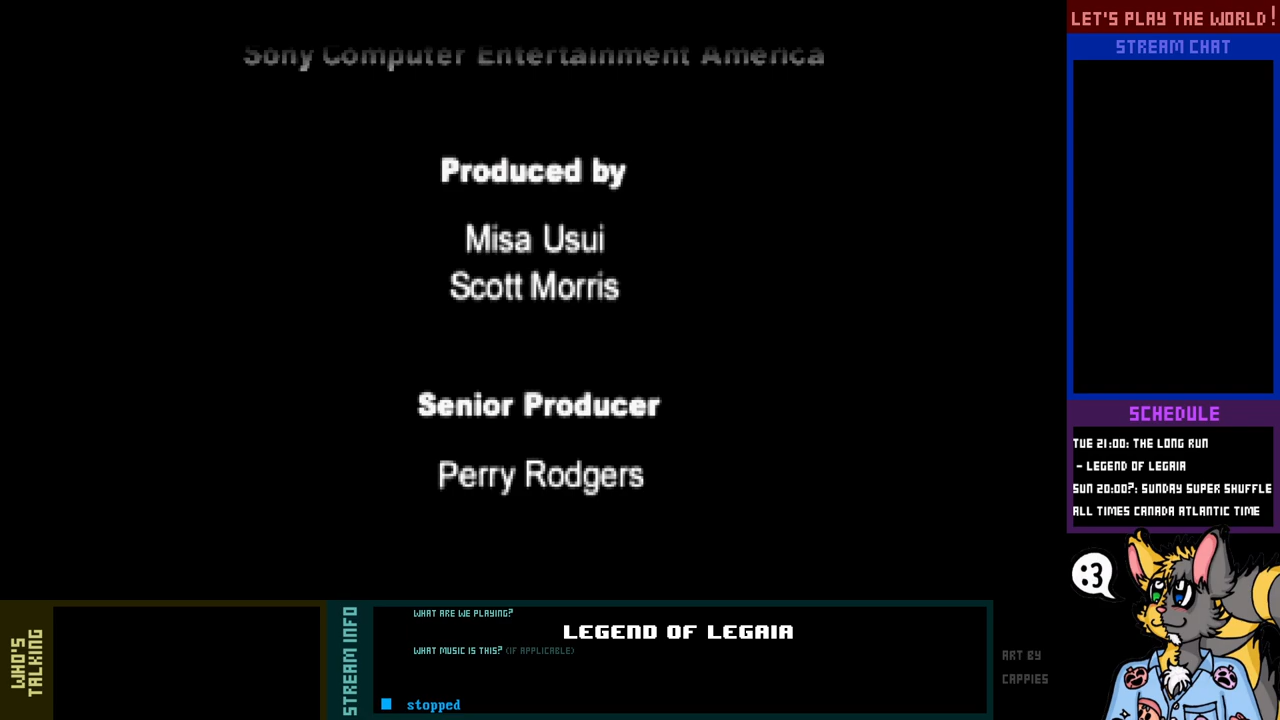 Sony Computer Entertainment America
Produced by
Misa Usui
Scott Morris
Senior Producer
Perry Rodgers
LET'S PLAY THE WORLD!
STREAM CHAT
SCHEDULE
TUE 21:00: THE LONG RUN
- LEGEND OF LEGAIA
SUN 20:00?: SUNDAY SUPER SHUFFLE
ALL TIMES CANADA ATLANTIC TIME
:3
WHO'S
TALKING
STREAM INFO
WHAT ARE WE PLAYING?
LEGEND OF LEGAIA
WHAT MUSIC IS THIS? (IF APPLICABLE)
stopped
ART BY
CAPPIES